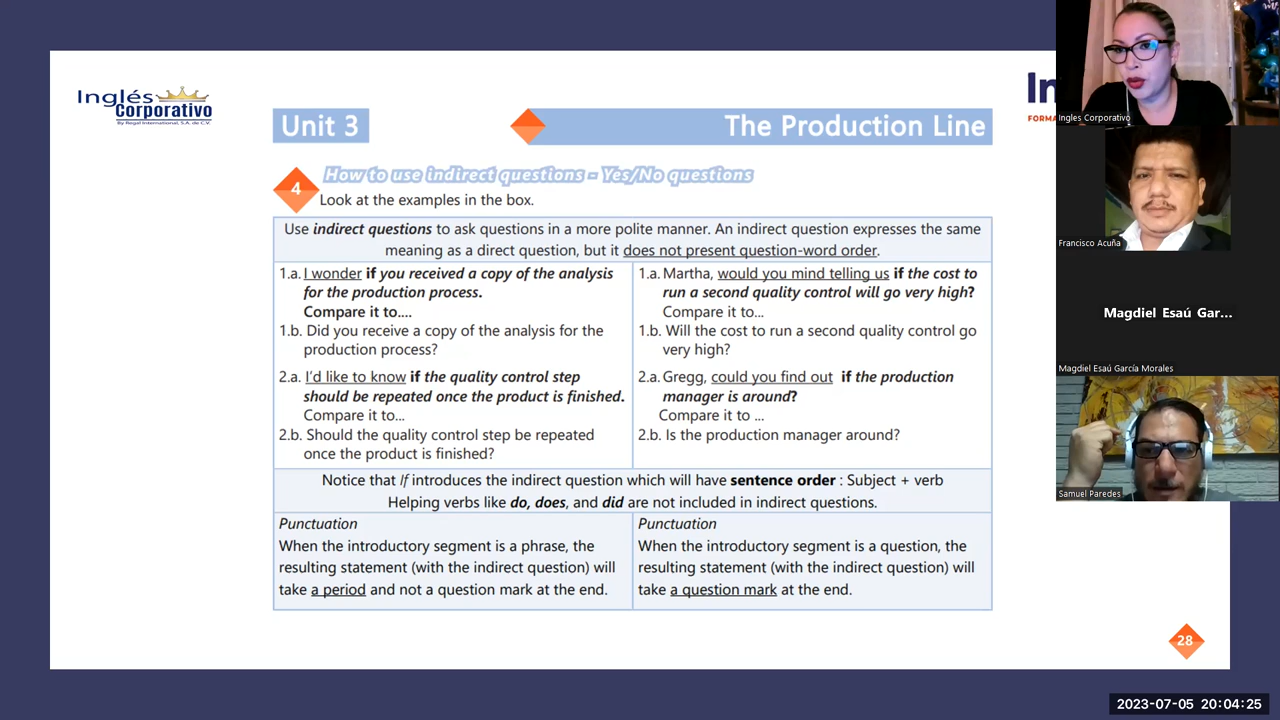 Inglés
Corporativo
By Regal International, S.A. de C.V.
In
FORMA
Unit 3
The Production Line
4
How to use indirect questions – Yes/No questions
Look at the examples in the box.
Use indirect questions to ask questions in a more polite manner. An indirect question expresses the same
meaning as a direct question, but it does not present question-word order.
1.a. I wonder if you received a copy of the analysis
for the production process.
Compare it to....
1.b. Did you receive a copy of the analysis for the
production process?
2.a. I'd like to know if the quality control step
should be repeated once the product is finished.
Compare it to...
2.b. Should the quality control step be repeated
once the product is finished?
1.a. Martha, would you mind telling us if the cost to
run a second quality control will go very high?
Compare it to...
1.b. Will the cost to run a second quality control go
very high?
2.a. Gregg, could you find out if the production
manager is around?
Compare it to ...
2.b. Is the production manager around?
Notice that If introduces the indirect question which will have sentence order : Subject + verb
Helping verbs like do, does, and did are not included in indirect questions.
Punctuation
When the introductory segment is a phrase, the
resulting statement (with the indirect question) will
take a period and not a question mark at the end.
Punctuation
When the introductory segment is a question, the
resulting statement (with the indirect question) will
take a question mark at the end.
28
Ingles Corporativo
Francisco Acuña
Magdiel Esaú Gar...
Magdiel Esaú García Morales
Samuel Paredes
2023-07-05 20:04:25